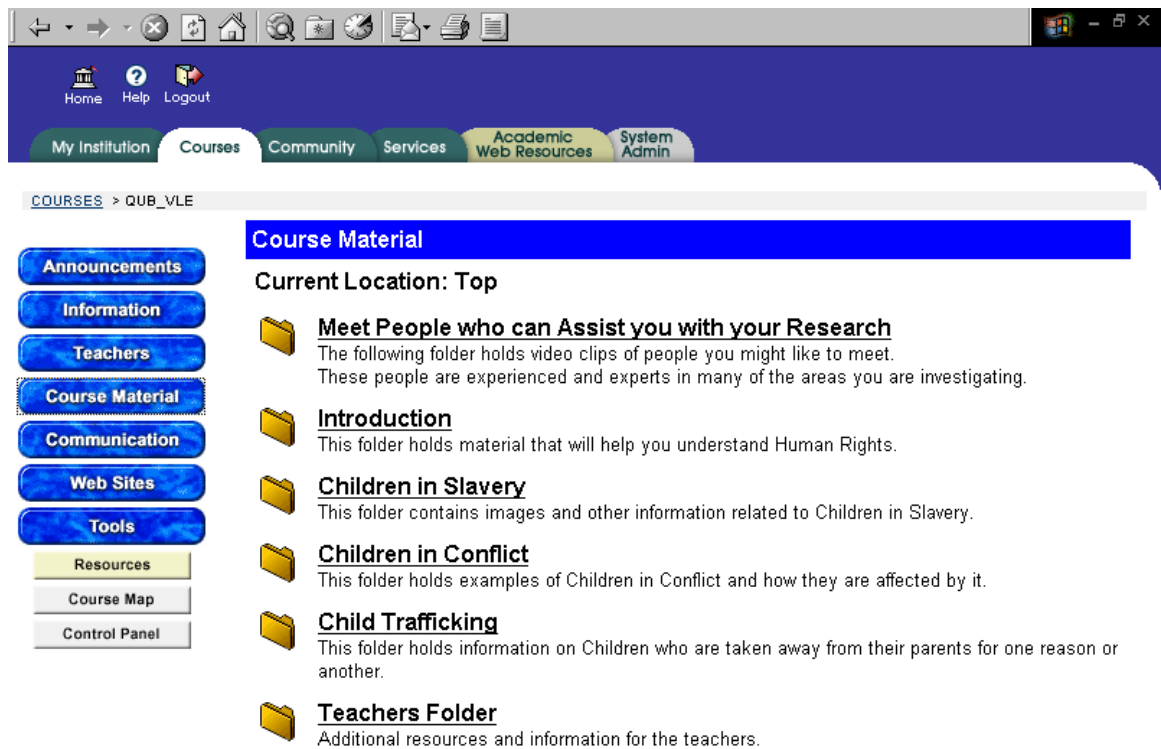 Home Help Logout
My Institution Courses Community Services Academic Web Resources System Admin
COURSES > QUB_VLE
Announcements
Information
Teachers
Course Material
Communication
Web Sites
Tools
Resources
Course Map
Control Panel
Course Material
Current Location: Top
Meet People who can Assist you with your Research
The following folder holds video clips of people you might like to meet.
These people are experienced and experts in many of the areas you are investigating.
Introduction
This folder holds material that will help you understand Human Rights.
Children in Slavery
This folder contains images and other information related to Children in Slavery.
Children in Conflict
This folder holds examples of Children in Conflict and how they are affected by it.
Child Trafficking
This folder holds information on Children who are taken away from their parents for one reason or
another.
Teachers Folder
Additional resources and information for the teachers.